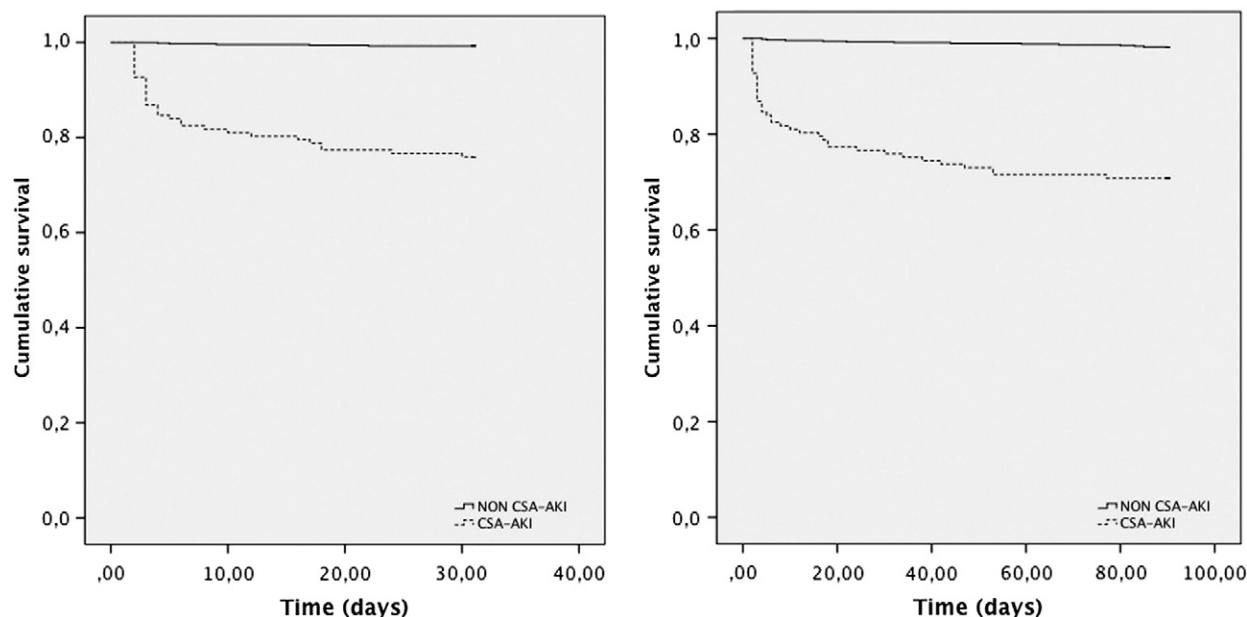 Cumulative survival
1,0
0,8
0,6
0,4
0,2
0,0
NON CSA-AKI
CSA-AKI
,00 10,00 20,00 30,00 40,00
Time (days)
Cumulative survival
1,0
0,8
0,6
0,4
0,2
0,0
NON CSA-AKI
CSA-AKI
,00 20,00 40,00 60,00 80,00 100,00
Time (days)